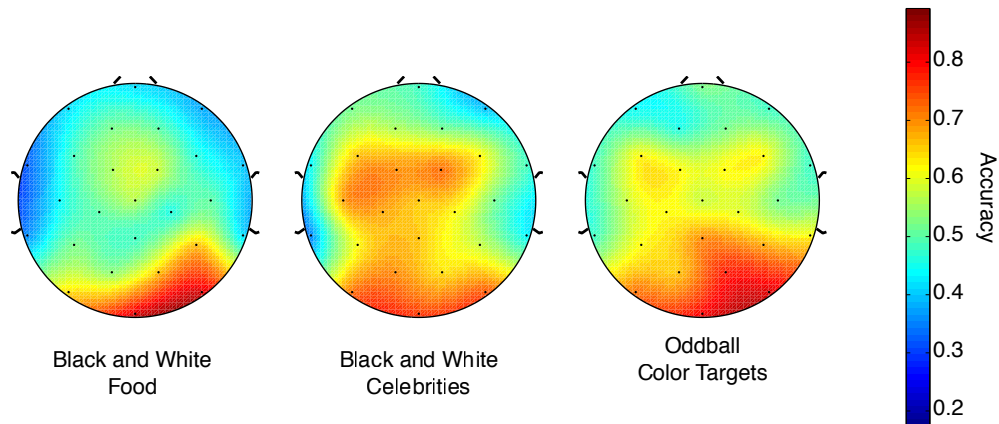 Black and White
Food
Black and White
Celebrities
Oddball
Color Targets
0.8
0.7
0.6
0.5
0.4
0.3
0.2
Accuracy